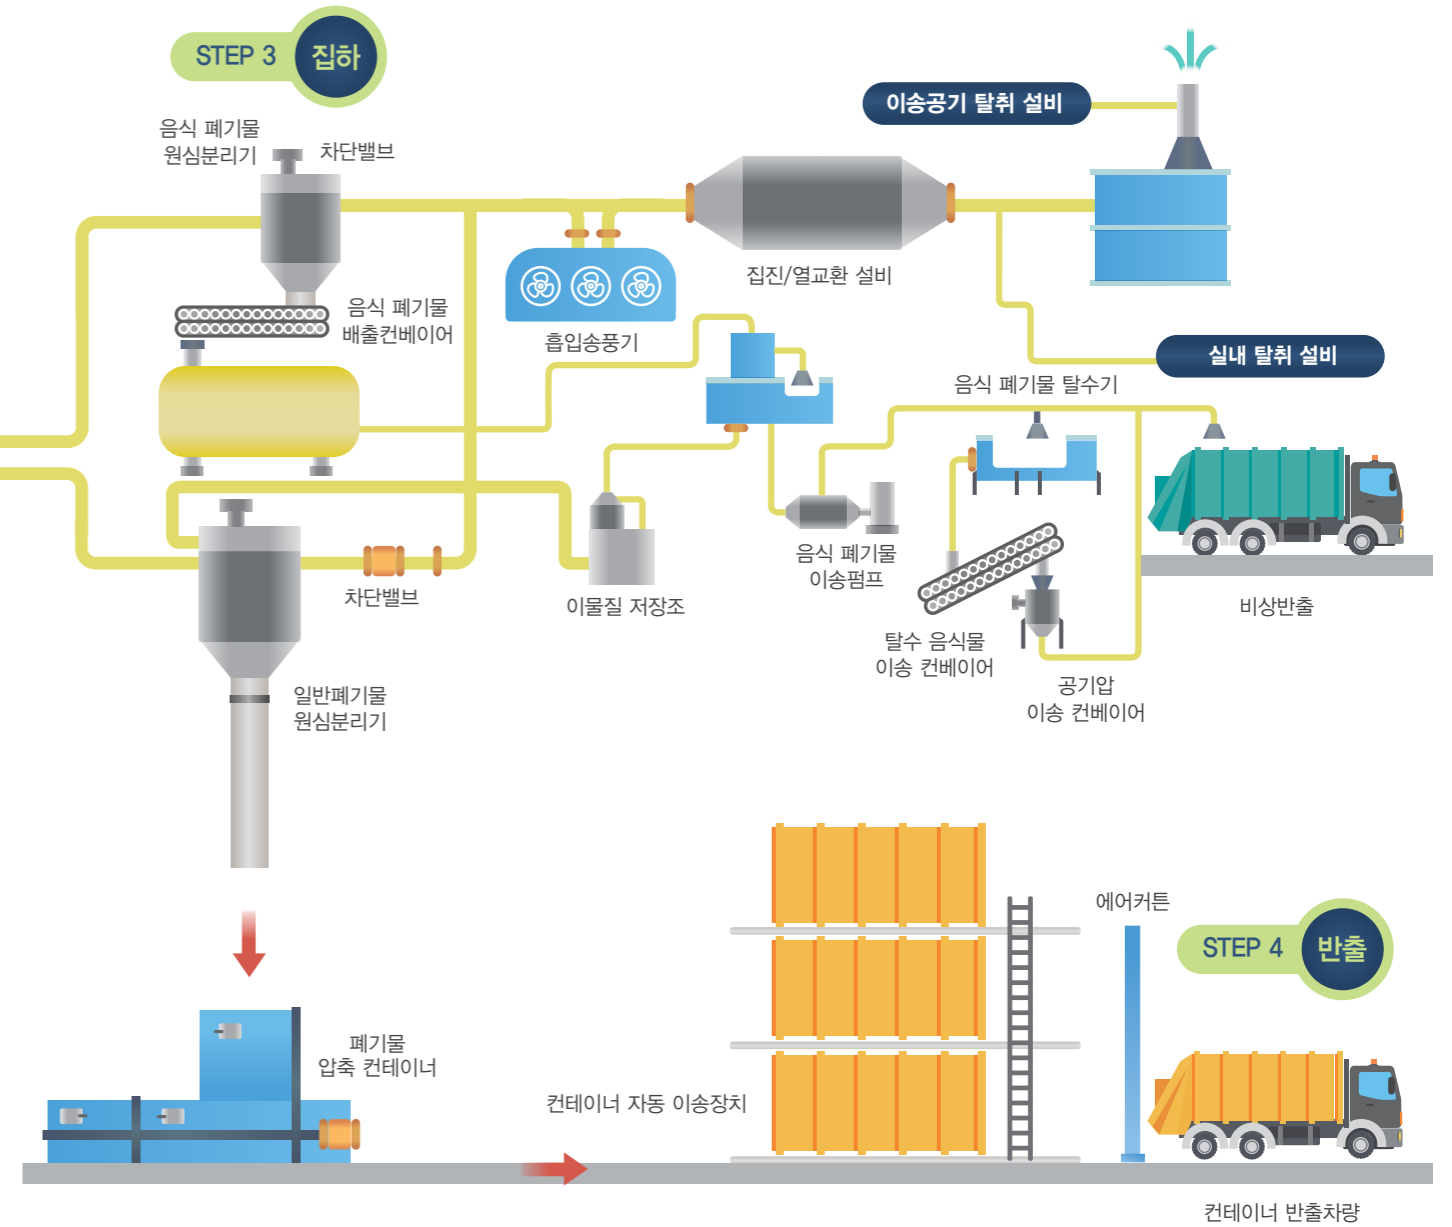 STEP 3 집하
음식 폐기물
원심분리기
차단밸브
이송공기 탈취 설비
집진/열교환 설비
음식 폐기물
배출컨베이어
흡입송풍기
실내 탈취 설비
음식 폐기물 탈수기
음식 폐기물
이송펌프
차단밸브
이물질 저장조
비상반출
탈수 음식물
이송 컨베이어
공기압
이송 컨베이어
일반폐기물
원심분리기
에어커튼
STEP 4 반출
폐기물
압축 컨테이너
컨테이너 자동 이송장치
컨테이너 반출차량